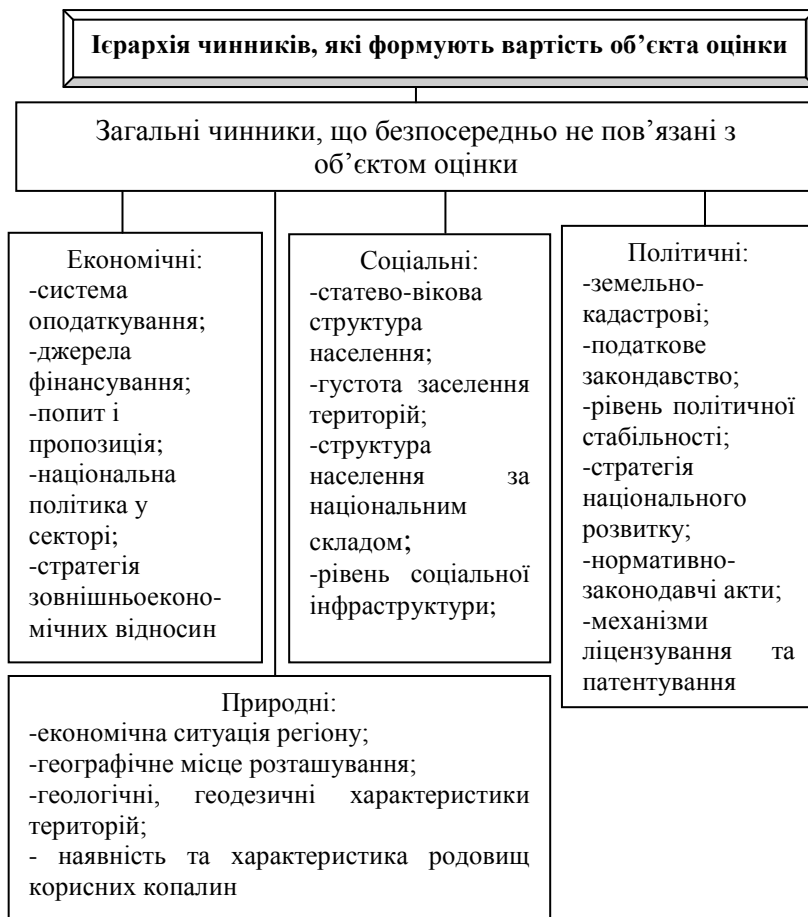 Ієрархія чинників, які формують вартість об’єкта оцінки
Загальні чинники, що безпосередньо не пов’язані з
об’єктом оцінки
Економічні:
-система
оподаткування;
-джерела
фінансування;
-попит і
пропозиція;
-національна
політика у
секторі;
-стратегія
зовнішньоеконо-
мічних відносин
Соціальні:
-статево-вікова
структура
населення;
-густота заселення
територій;
-структура
населення за
національним
складом;
-рівень соціальної
інфраструктури;
Політичні:
-земельно-
кадастрові;
-податкове
закондавство;
-рівень політичної
стабільності;
-стратегія
національного
розвитку;
-нормативно-
законодавчі акти;
-механізми
ліцензування та
патентування
Природні:
-економічна ситуація регіону;
-географічне місце розташування;
-геологічні, геодезичні характеристики
територій;
- наявність та характеристика родовищ
корисних копалин